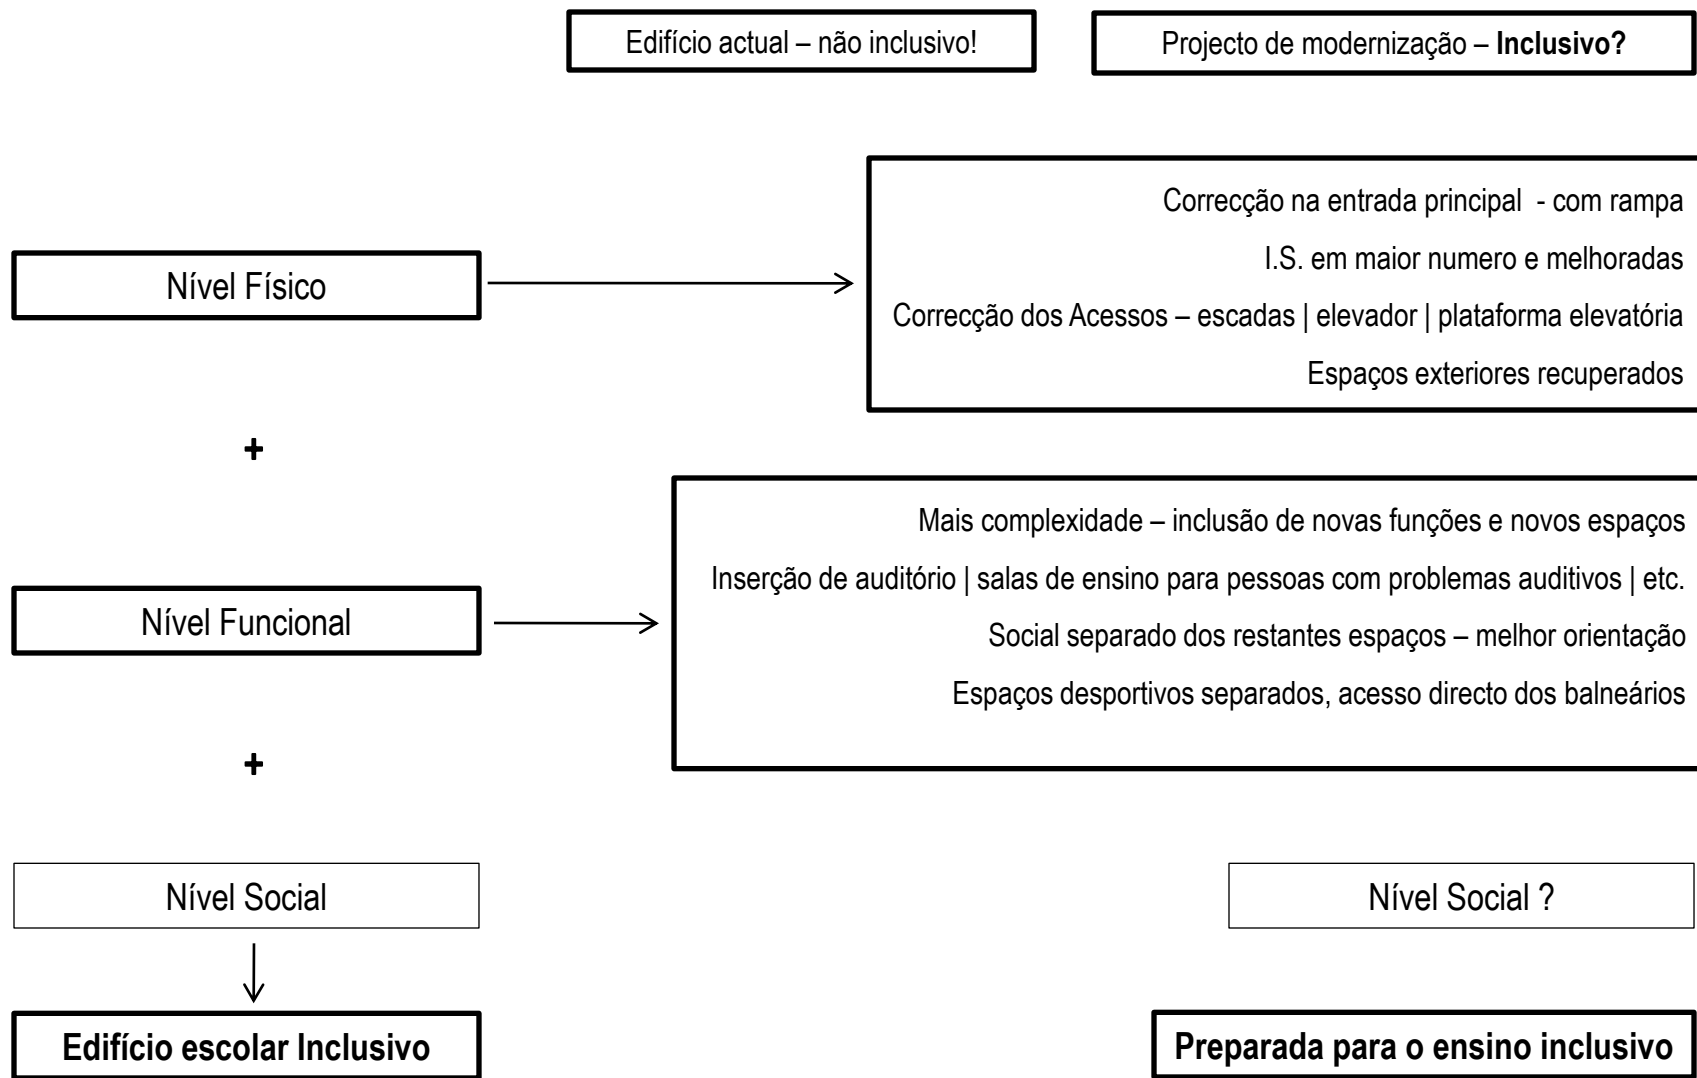 Edifício actual – não inclusivo!
Projecto de modernização – Inclusivo?
Correcção na entrada principal - com rampa
I.S. em maior numero e melhoradas
Correcção dos Acessos – escadas | elevador | plataforma elevatória
Espaços exteriores recuperados
Nível Físico
+
Mais complexidade – inclusão de novas funções e novos espaços
Inserção de auditório | salas de ensino para pessoas com problemas auditivos | etc.
Social separado dos restantes espaços – melhor orientação
Espaços desportivos separados, acesso directo dos balneários
Nível Funcional
+
Nível Social
Nível Social ?
Edifício escolar Inclusivo
Preparada para o ensino inclusivo